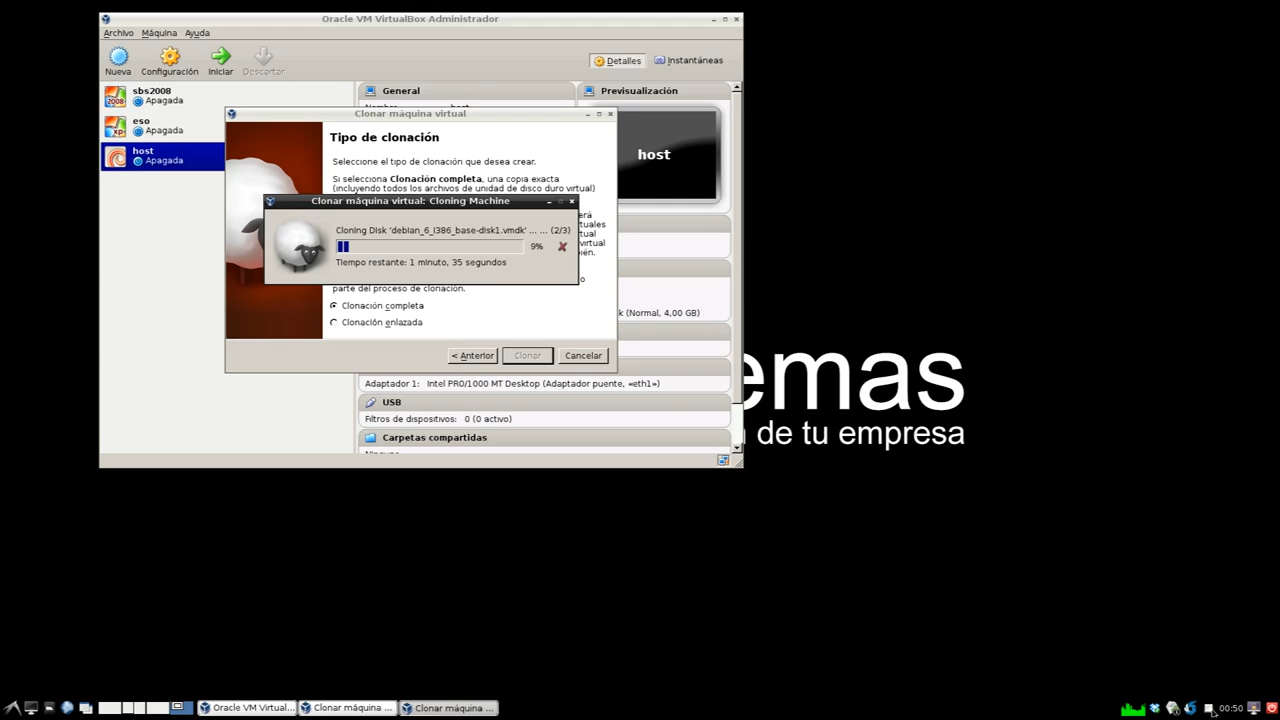 Oracle VM VirtualBox Administrador
Archivo Máquina Ayuda
Nueva Configuración Iniciar Descartar
Detalles Instantáneas
sbs2008
2008
Apagada
eso
xp
Apagada
host
Apagada
General
Previsualización
host
Clonar máquina virtual
Tipo de clonación
Seleccione el tipo de clonación que desea crear.
Si selecciona Clonación completa, una copia exacta
(incluyendo todos los archivos de unidad de disco duro virtual)
Clonar máquina virtual: Cloning Machine
Cloning Disk 'debian_6_i386_base-disk1.vmdk' ... ... (2/3)
9%
Tiempo restante: 1 minuto, 35 segundos
parte del proceso de clonación.
Clonación completa
Clonación enlazada
< Anterior Clonar Cancelar
(Normal, 4,00 GB)
Adaptador 1: Intel PRO/1000 MT Desktop (Adaptador puente, «eth1»)
USB
Filtros de dispositivos: 0 (0 activo)
Carpetas compartidas
emas
de tu empresa
Oracle VM Virtual... Clonar máquina ... Clonar máquina ...
00:50